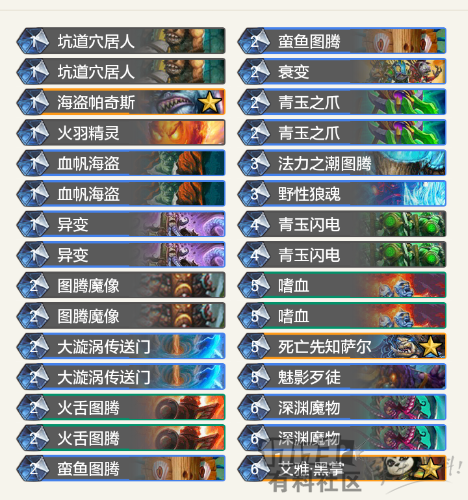 1 坑道穴居人
1 坑道穴居人
1 海盗帕奇斯
1 火羽精灵
1 血帆海盗
1 血帆海盗
1 异变
1 异变
2 图腾魔像
2 图腾魔像
2 大漩涡传送门
2 大漩涡传送门
2 火舌图腾
2 火舌图腾
2 蛮鱼图腾
2 蛮鱼图腾
2 衰变
2 青玉之爪
2 青玉之爪
3 法力之潮图腾
3 野性狼魂
4 青玉闪电
4 青玉闪电
5 嗜血
5 嗜血
5 死亡先知萨尔
5 魅影歹徒
6 深渊魔物
6 深渊魔物
6 艾雅·黑掌
有料社区